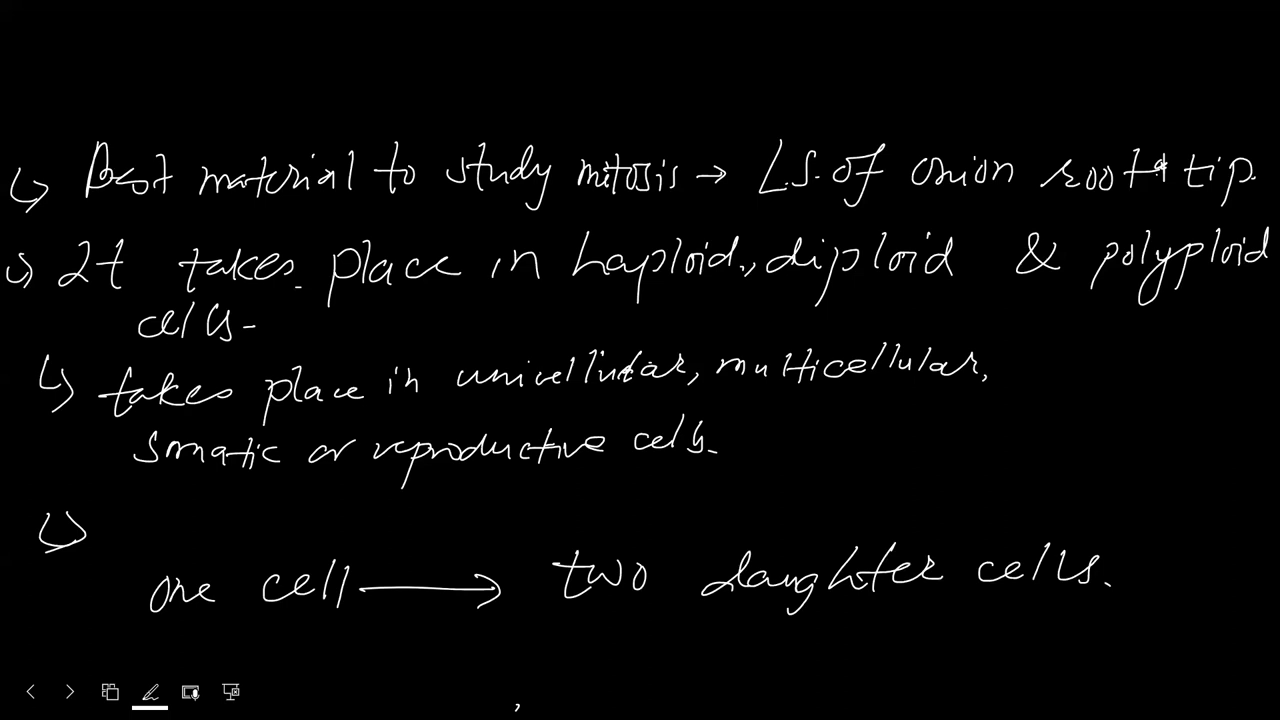 ↳ Best material to study mitosis → L.S. of onion root tip.
↳ It takes place in haploid, diploid & polyploid
cells.
↳ takes place in unicellular, multicellular,
Somatic or reproductive cells.
↳
one cell → two daughter cells.